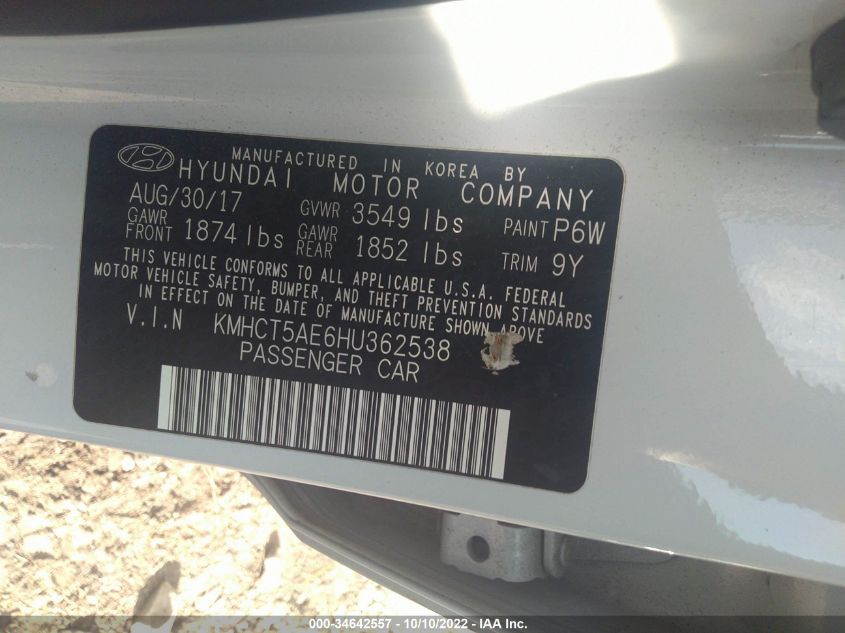 MANUFACTURED IN KOREA BY
HYUNDAI MOTOR COMPANY
AUG/30/17 GVWR 3549 lbs PAINT P6W
GAWR FRONT 1874 lbs GAWR REAR 1852 lbs TRIM 9Y
THIS VEHICLE CONFORMS TO ALL APPLICABLE U.S.A. FEDERAL
MOTOR VEHICLE SAFETY, BUMPER, AND THEFT PREVENTION STANDARDS
IN EFFECT ON THE DATE OF MANUFACTURE SHOWN ABOVE
V.I.N KMHCT5AE6HU362538
PASSENGER CAR
000-34642557 - 10/10/2022 - IAA Inc.